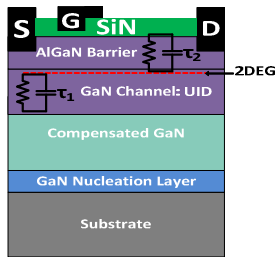 S G D
SiN
AlGaN Barrier
τ2
2DEG
GaN Channel: UID
τ1
Compensated GaN
GaN Nucleation Layer
Substrate